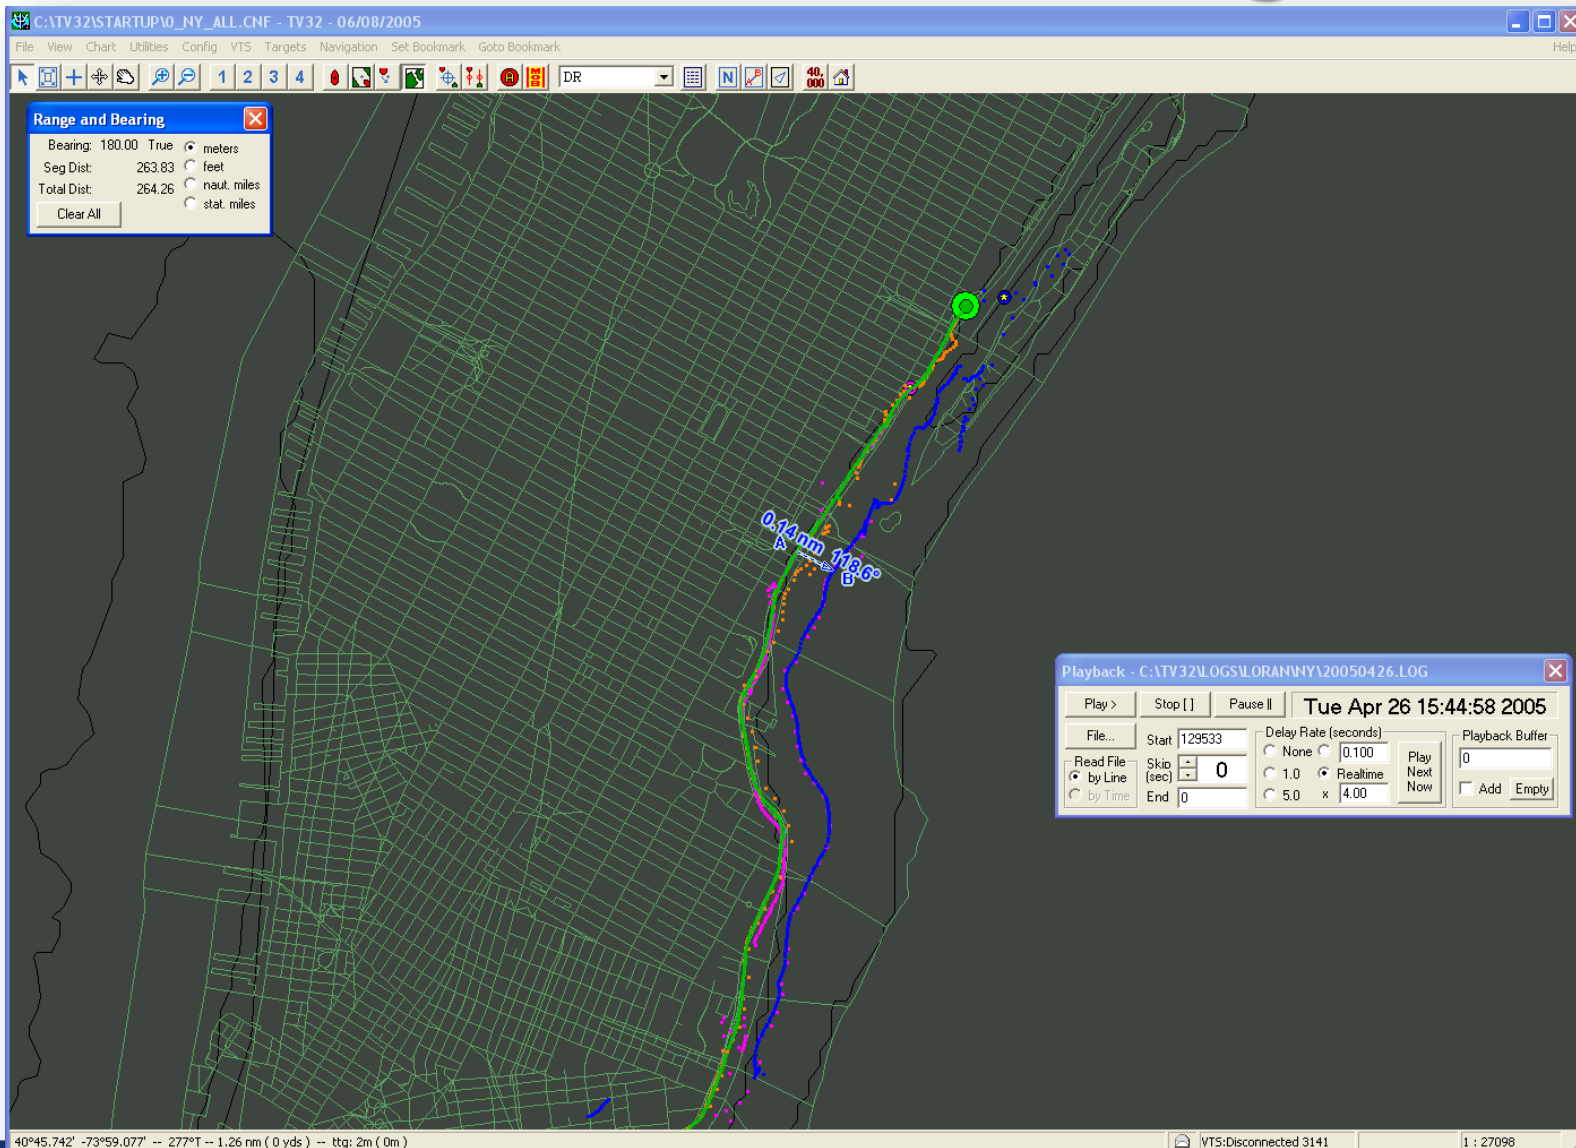 C:\TV32\STARTUP\0_NY_ALL.CNF - TV32 - 06/08/2005
File View Chart Utilities Config VTS Targets Navigation Set Bookmark Goto Bookmark Help
1 2 3 4 A MOB DR N 40,000
Range and Bearing
Bearing: 180.00 True meters
Seg Dist: 263.83 feet
Total Dist: 264.26 naut. miles
Clear All stat. miles
0.14 nm 118.6°
A
B
Playback - C:\TV32\LOGS\LORAN\NY\20050426.LOG
Play > Stop [ ] Pause || Tue Apr 26 15:44:58 2005
File... Start 129533 Delay Rate (seconds) Playback Buffer
None 0.100 0
Read File Skip (sec) 0 1.0 Realtime Play Next Now
by Line
by Time End 0 5.0 x 4.00 Add Empty
40°45.742' -73°59.077' -- 277°T -- 1.26 nm ( 0 yds ) -- ttg: 2m ( 0m ) VTS:Disconnected 3141 1 : 27098